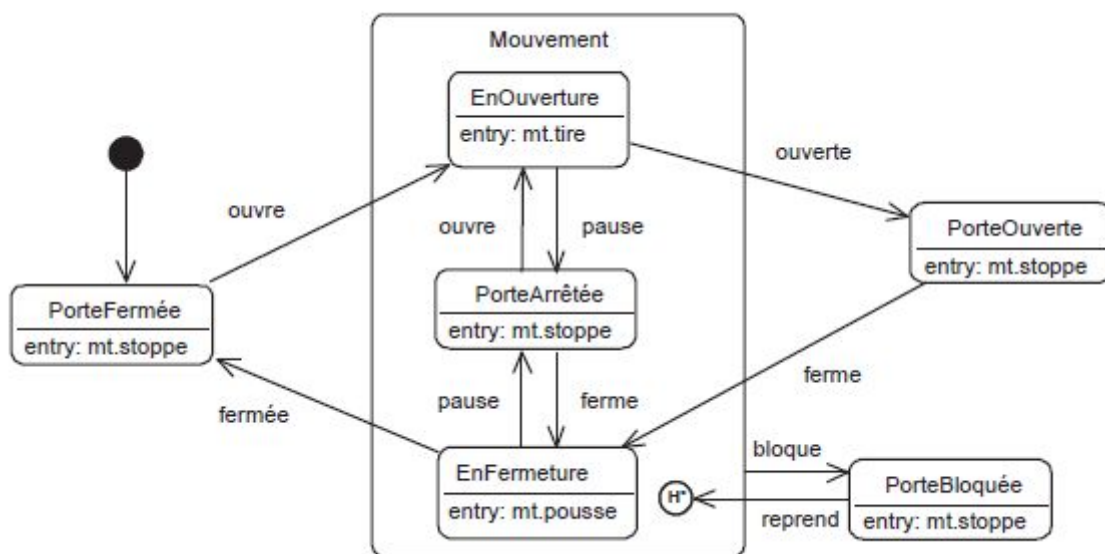 Mouvement
EnOuverture
entry: mt.tire
ouverte
ouvre
ouvre
pause
PorteOuverte
entry: mt.stoppe
PorteFermée
entry: mt.stoppe
PorteArrêtée
entry: mt.stoppe
fermée
pause
ferme
ferme
bloque
EnFermeture
entry: mt.pousse
H*
reprend
PorteBloquée
entry: mt.stoppe